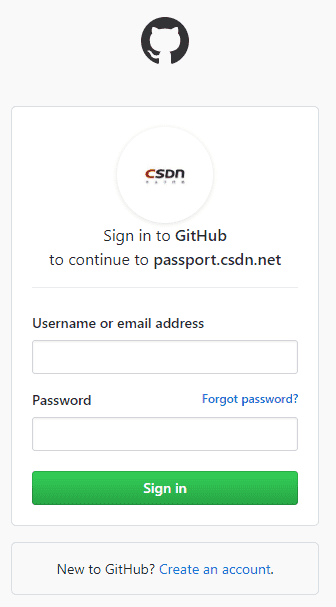 CSDN
Sign in to GitHub
to continue to passport.csdn.net
Username or email address
Password
Forgot password?
Sign in
New to GitHub? Create an account.